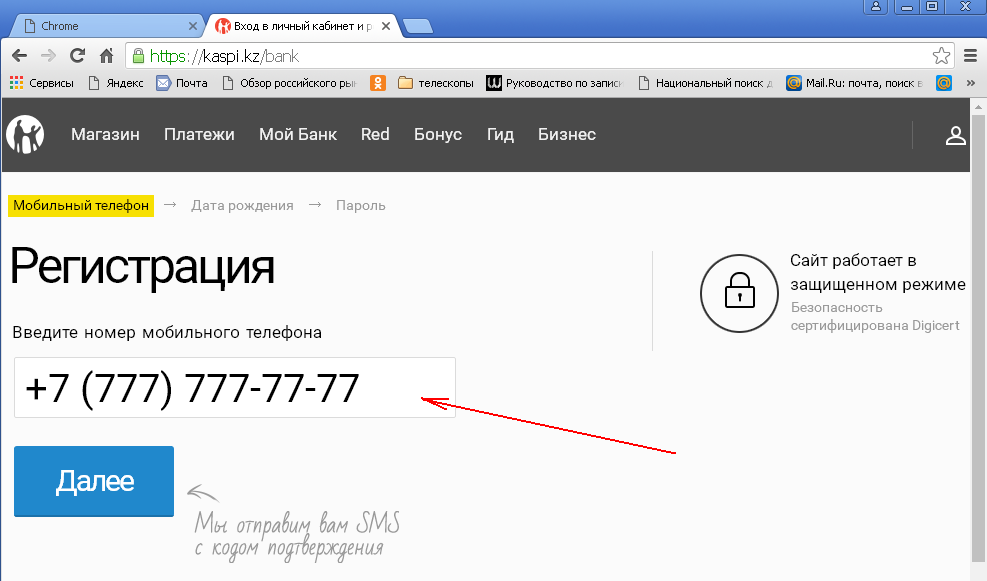 Chrome
Вход в личный кабинет и р
https://kaspi.kz/bank
Сервисы Яндекс Почта Обзор российского рын телескопы Руководство по записи Национальный поиск д Mail.Ru: почта, поиск в »
Магазин Платежи Мой Банк Red Бонус Гид Бизнес
Мобильный телефон → Дата рождения → Пароль
Регистрация
Сайт работает в
защищенном режиме
Безопасность
сертифицирована Digicert
Введите номер мобильного телефона
+7 (777) 777-77-77
Далее
Мы отправим вам SMS
с кодом подтверждения